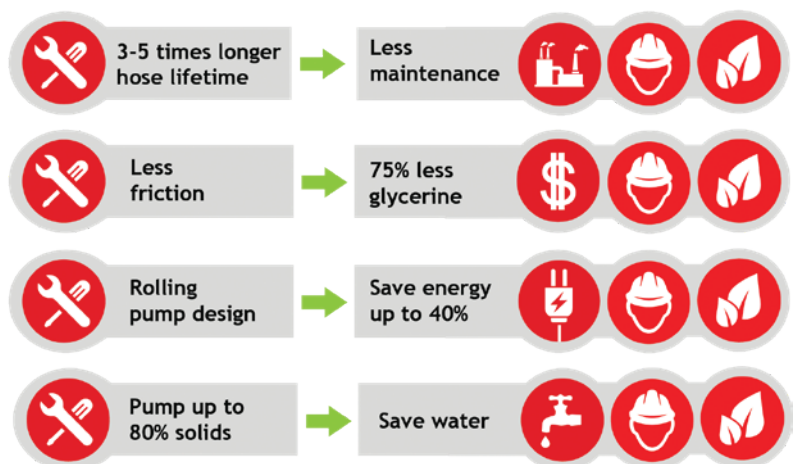 3-5 times longer
hose lifetime
Less
maintenance
Less
friction
75% less
glycerine
$
Rolling
pump design
Save energy
up to 40%
Pump up to
80% solids
Save water